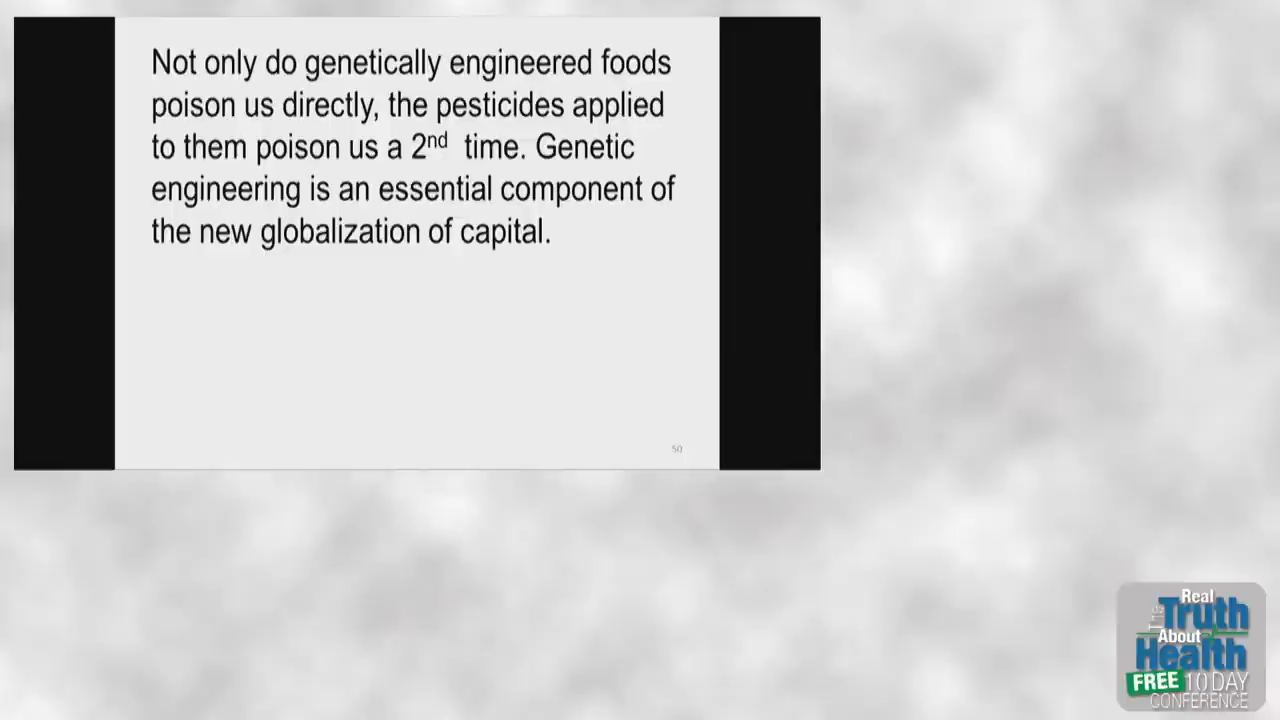 Not only do genetically engineered foods
poison us directly, the pesticides applied
to them poison us a 2nd time. Genetic
engineering is an essential component of
the new globalization of capital.
50
The Real
Truth
About
Health
FREE 10 DAY
CONFERENCE